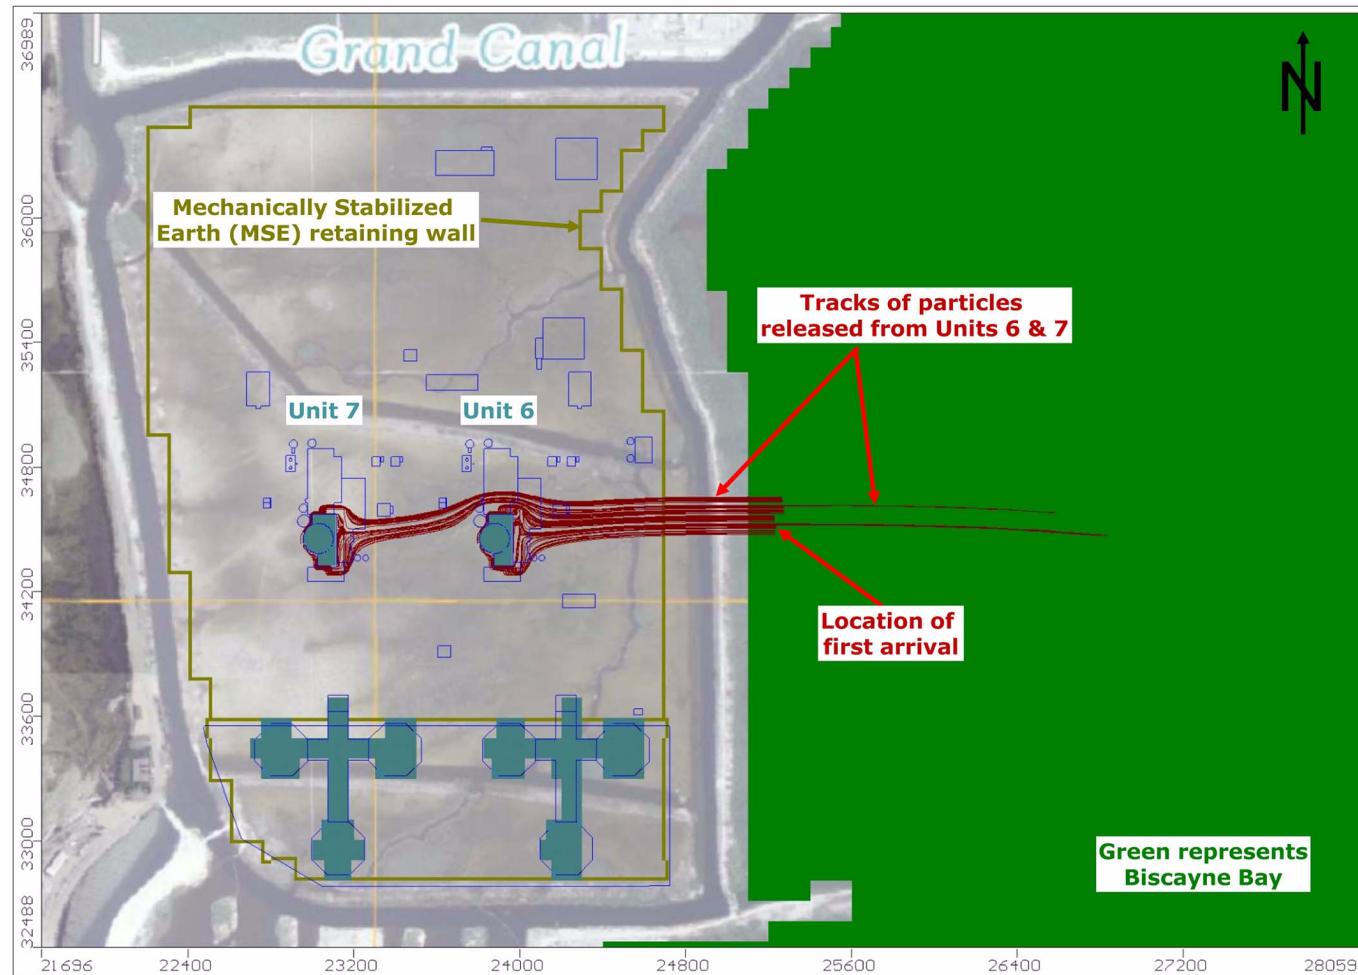 Grand Canal
N
Mechanically Stabilized
Earth (MSE) retaining wall
Tracks of particles
released from Units 6 & 7
Unit 7
Unit 6
Location of
first arrival
Green represents
Biscayne Bay
36989
36000
35400
34800
34200
33600
33000
32488
21696
22400
23200
24000
24800
25600
26400
27200
28059